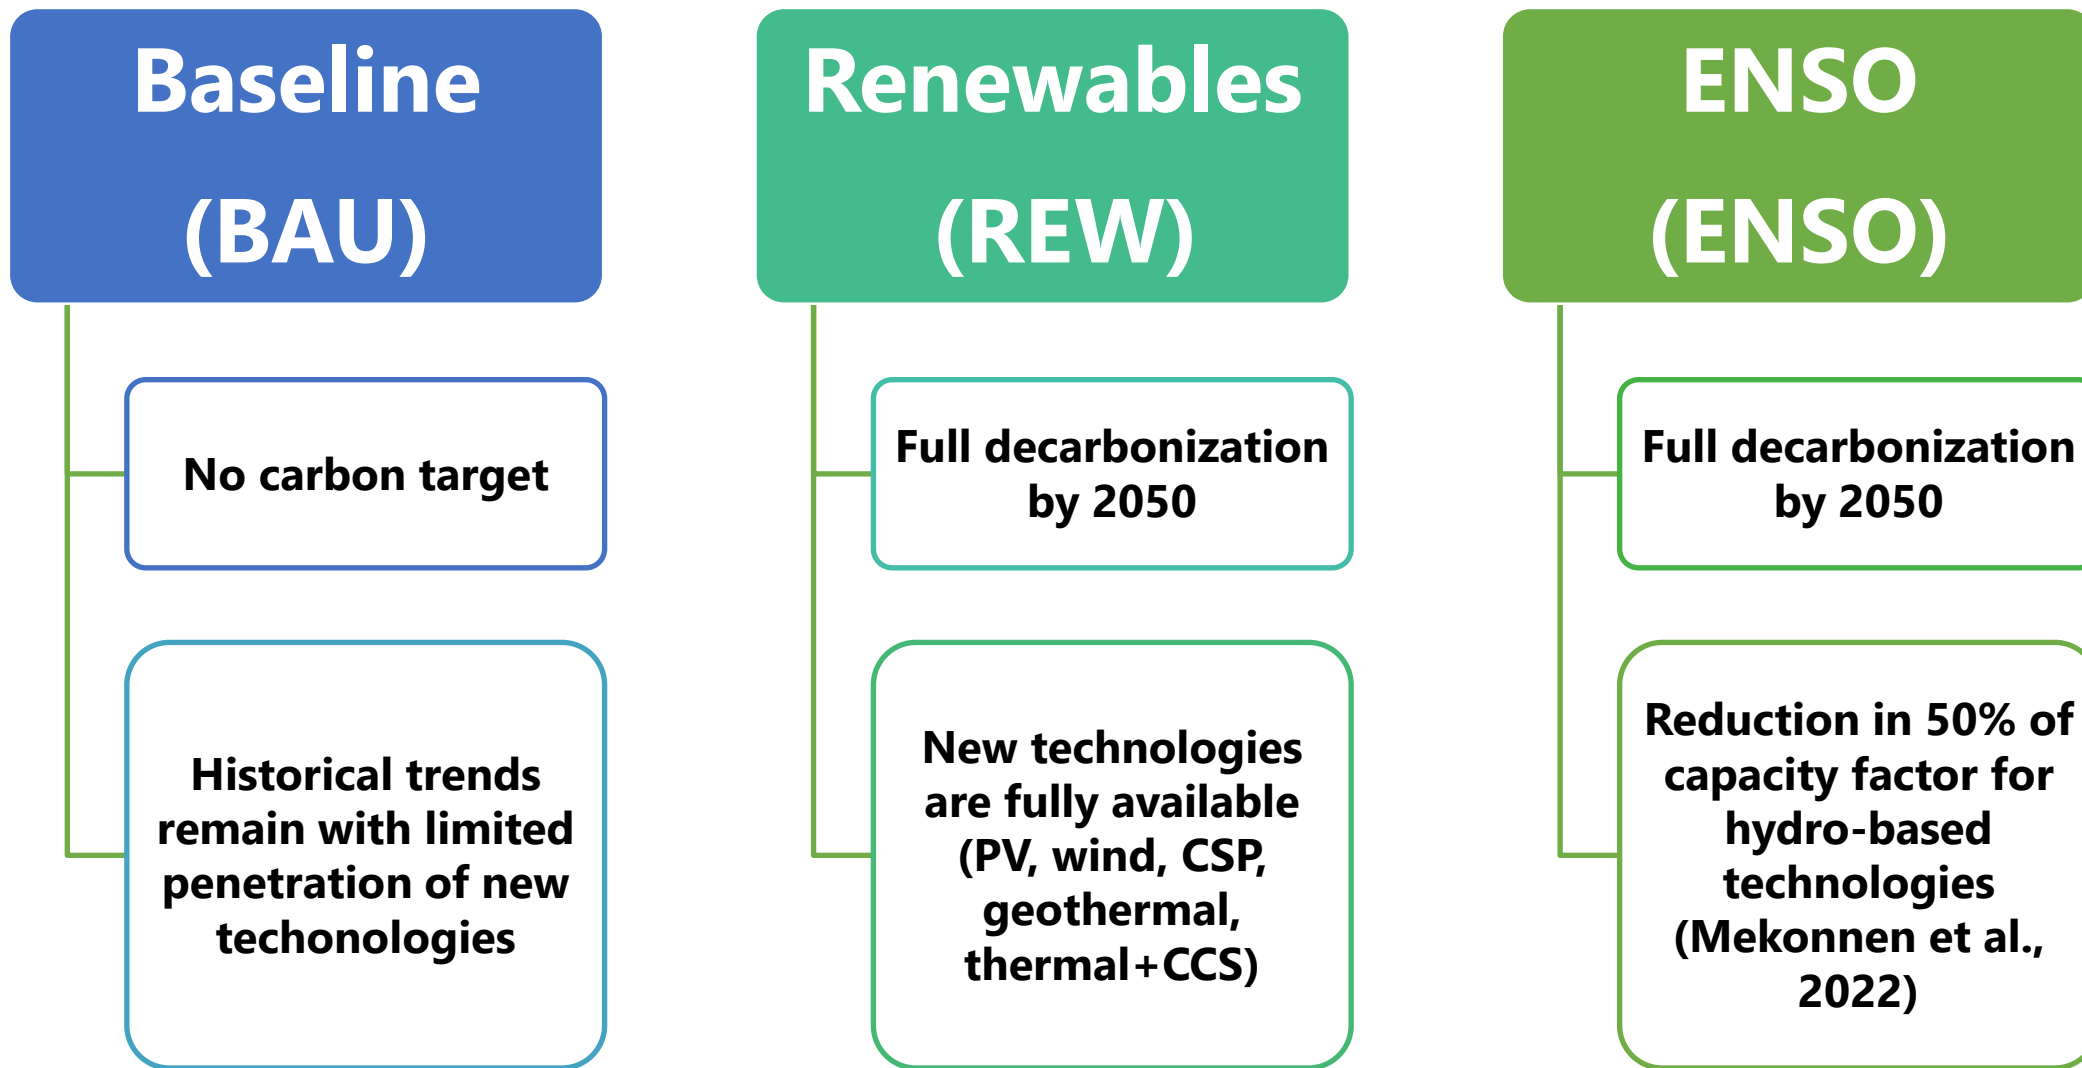 Baseline
(BAU)
No carbon target
Historical trends
remain with limited
penetration of new
techonologies
Renewables
(REW)
Full decarbonization
by 2050
New technologies
are fully available
(PV, wind, CSP,
geothermal,
thermal+CCS)
ENSO
(ENSO)
Full decarbonization
by 2050
Reduction in 50% of
capacity factor for
hydro-based
technologies
(Mekonnen et al.,
2022)